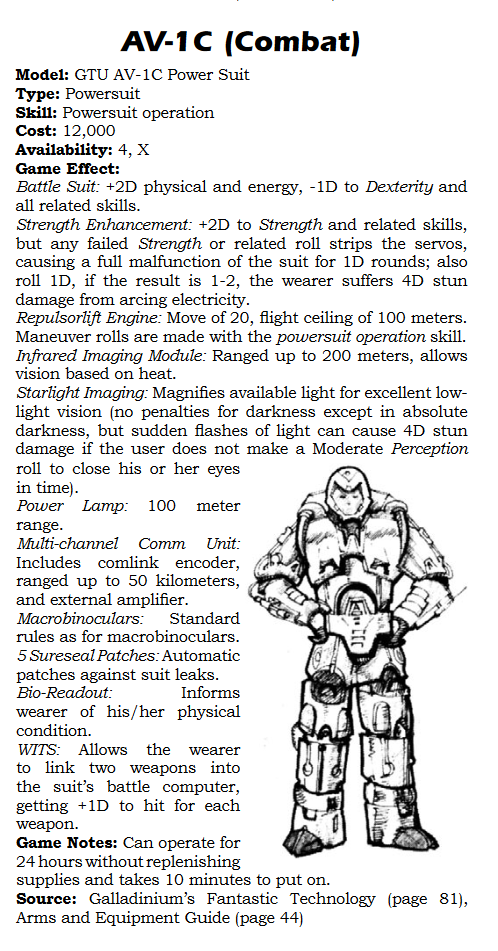 AV-1C (Combat)
Model: GTU AV-1C Power Suit
Type: Powersuit
Skill: Powersuit operation
Cost: 12,000
Availability: 4, X
Game Effect:
Battle Suit: +2D physical and energy, -1D to Dexterity and
all related skills.
Strength Enhancement: +2D to Strength and related skills,
but any failed Strength or related roll strips the servos,
causing a full malfunction of the suit for 1D rounds; also
roll 1D, if the result is 1-2, the wearer suffers 4D stun
damage from arcing electricity.
Repulsorlift Engine: Move of 20, flight ceiling of 100 meters.
Maneuver rolls are made with the powersuit operation skill.
Infrared Imaging Module: Ranged up to 200 meters, allows
vision based on heat.
Starlight Imaging: Magnifies available light for excellent low-
light vision (no penalties for darkness except in absolute
darkness, but sudden flashes of light can cause 4D stun
damage if the user does not make a Moderate Perception
roll to close his or her eyes
in time).
Power Lamp: 100 meter
range.
Multi-channel Comm Unit:
Includes comlink encoder,
ranged up to 50 kilometers,
and external amplifier.
Macrobinoculars: Standard
rules as for macrobinoculars.
5 Sureseal Patches: Automatic
patches against suit leaks.
Bio-Readout: Informs
wearer of his/her physical
condition.
WITS: Allows the wearer
to link two weapons into
the suit's battle computer,
getting +1D to hit for each
weapon.
Game Notes: Can operate for
24 hours without replenishing
supplies and takes 10 minutes to put on.
Source: Galladinium's Fantastic Technology (page 81),
Arms and Equipment Guide (page 44)